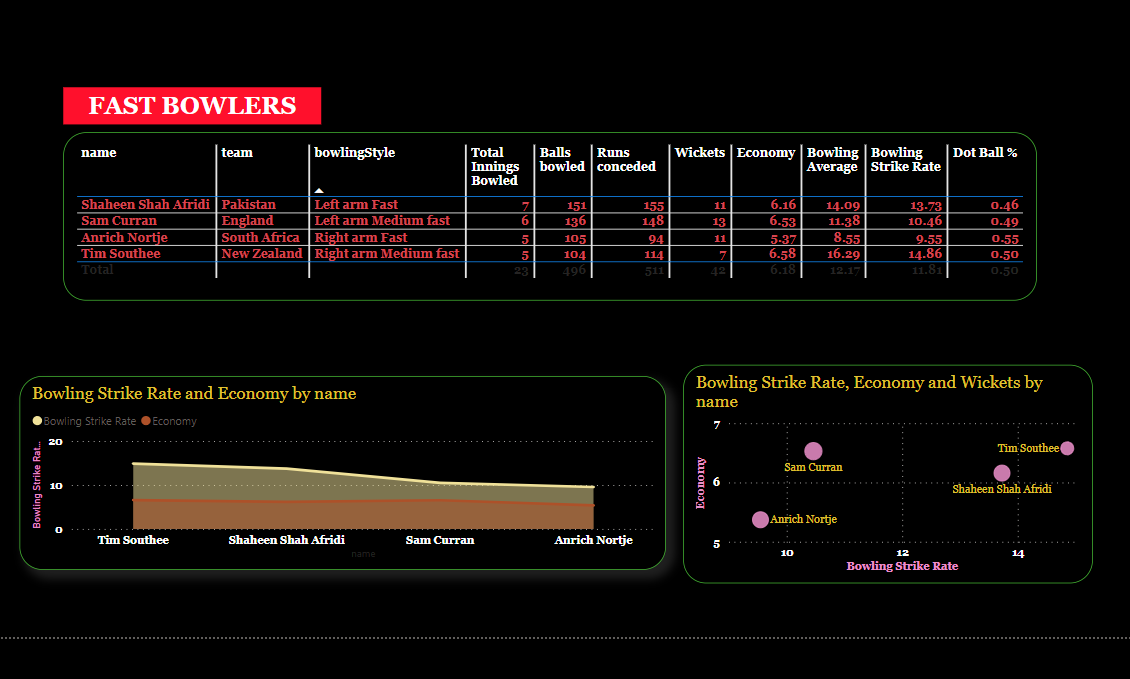 FAST BOWLERS
name team bowlingStyle Total Innings Bowled Balls bowled Runs conceded Wickets Economy Bowling Average Bowling Strike Rate Dot Ball %
Shaheen Shah Afridi Pakistan Left arm Fast 7 151 155 11 6.16 14.09 13.73 0.46
Sam Curran England Left arm Medium fast 6 136 148 13 6.53 11.38 10.46 0.49
Anrich Nortje South Africa Right arm Fast 5 105 94 11 5.37 8.55 9.55 0.55
Tim Southee New Zealand Right arm Medium fast 5 104 114 7 6.58 16.29 14.86 0.50
Total 23 496 511 42 6.18 12.17 11.81 0.50
Bowling Strike Rate and Economy by name
Bowling Strike Rate Economy
Bowling Strike Rat...
20
10
0
Tim Southee Shaheen Shah Afridi Sam Curran Anrich Nortje
name
Bowling Strike Rate, Economy and Wickets by
name
Economy
7
6
5
Tim Southee
Sam Curran
Shaheen Shah Afridi
Anrich Nortje
10 12 14
Bowling Strike Rate